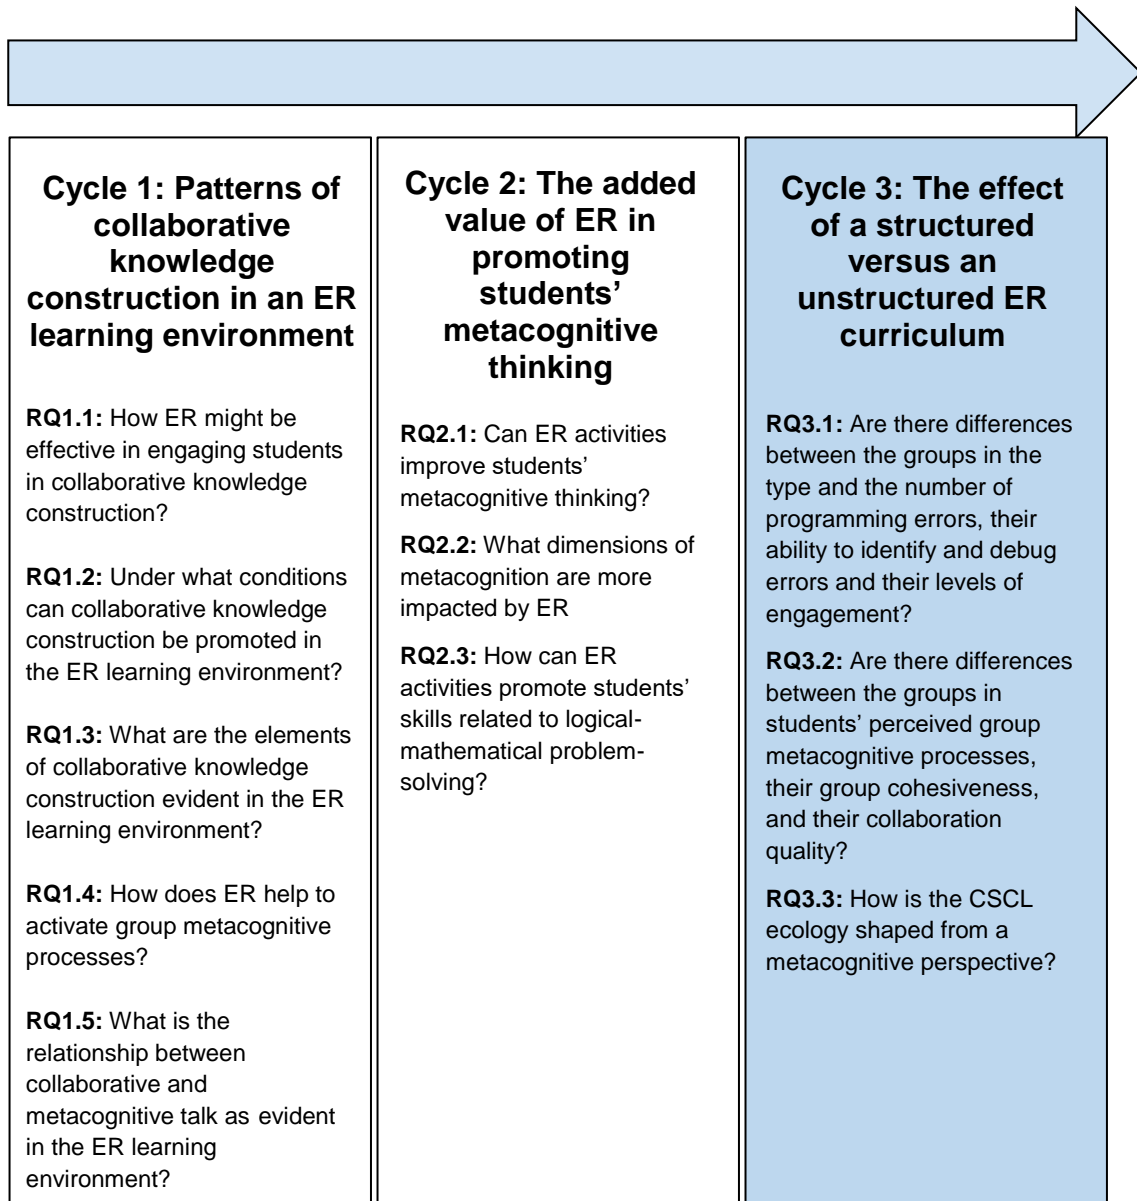 Cycle 1: Patterns of
collaborative
knowledge
construction in an ER
learning environment
RQ1.1: How ER might be
effective in engaging students
in collaborative knowledge
construction?
RQ1.2: Under what conditions
can collaborative knowledge
construction be promoted in
the ER learning environment?
RQ1.3: What are the elements
of collaborative knowledge
construction evident in the ER
learning environment?
RQ1.4: How does ER help to
activate group metacognitive
processes?
RQ1.5: What is the
relationship between
collaborative and
metacognitive talk as evident
in the ER learning
environment?
Cycle 2: The added
value of ER in
promoting
students’
metacognitive
thinking
RQ2.1: Can ER activities
improve students’
metacognitive thinking?
RQ2.2: What dimensions of
metacognition are more
impacted by ER
RQ2.3: How can ER
activities promote students’
skills related to logical-
mathematical problem-
solving?
Cycle 3: The effect
of a structured
versus an
unstructured ER
curriculum
RQ3.1: Are there differences
between the groups in the
type and the number of
programming errors, their
ability to identify and debug
errors and their levels of
engagement?
RQ3.2: Are there differences
between the groups in
students’ perceived group
metacognitive processes,
their group cohesiveness,
and their collaboration
quality?
RQ3.3: How is the CSCL
ecology shaped from a
metacognitive perspective?